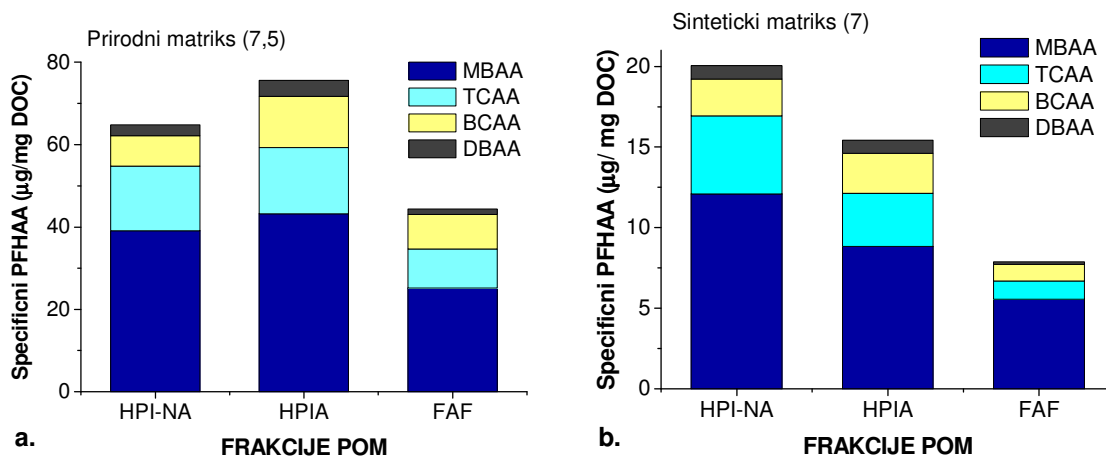 Prirodni matriks (7,5)
80
60
40
20
0
Specificni PFHAA (µg/mg DOC)
MBAA
TCAA
BCAA
DBAA
HPI-NA HPIA FAF
FRAKCIJE POM
a.
Sinteticki matriks (7)
20
15
10
5
0
Specificni PFHAA (µg/ mg DOC)
MBAA
TCAA
BCAA
DBAA
HPI-NA HPIA FAF
FRAKCIJE POM
b.